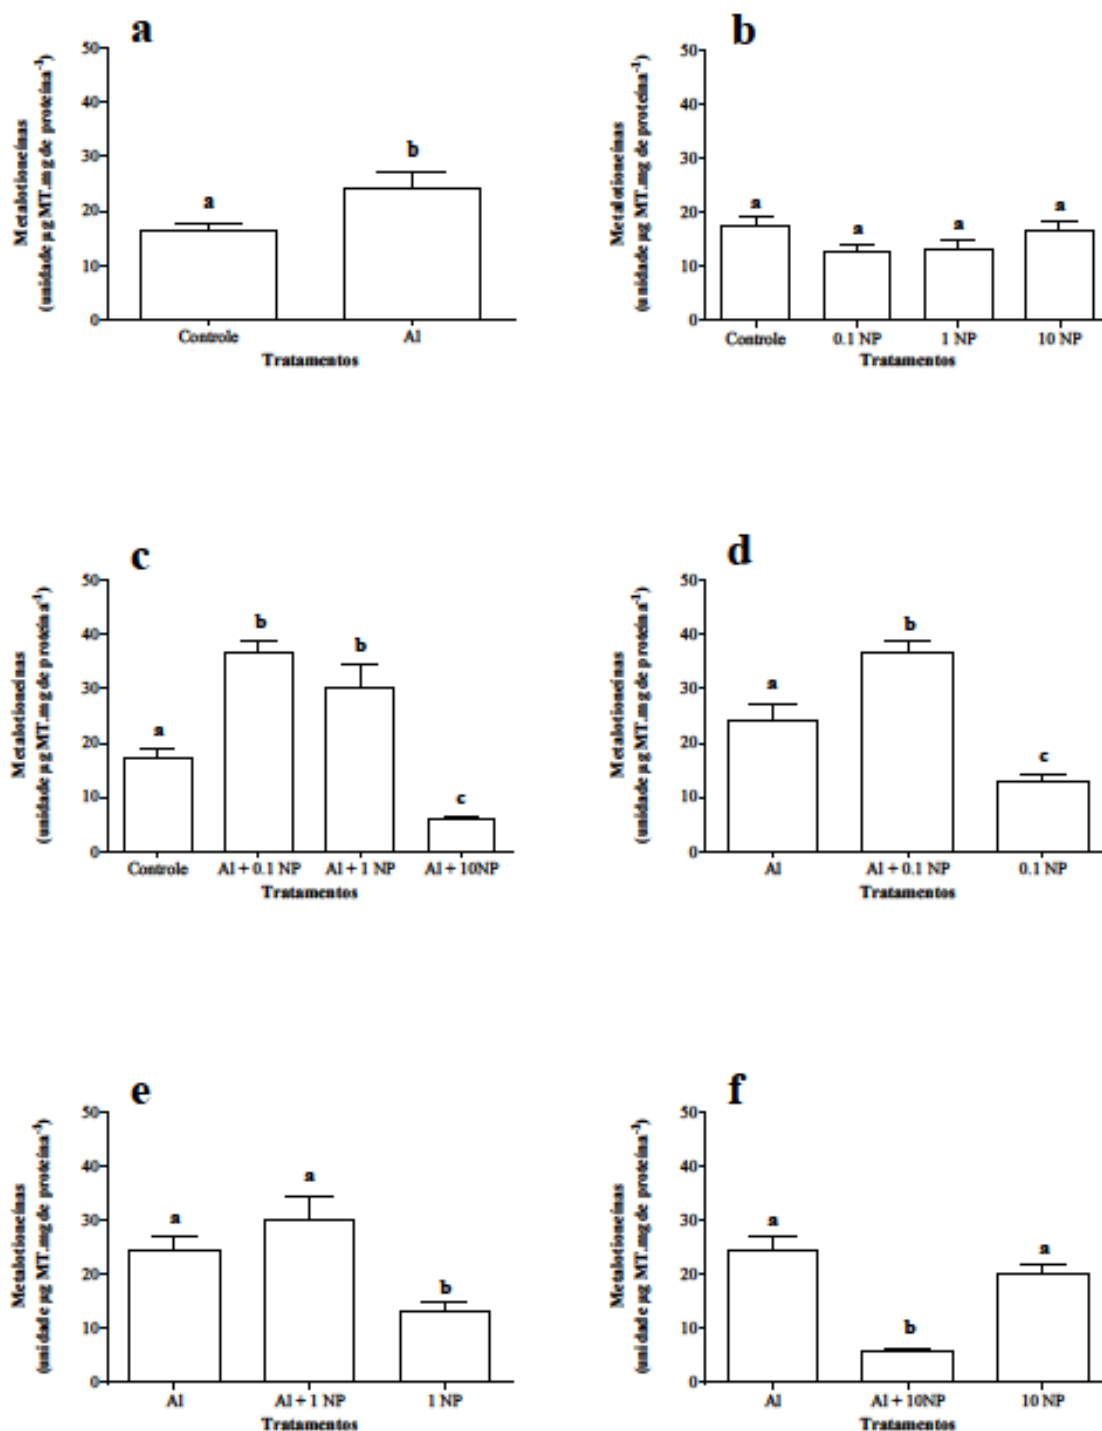 a
Metalotioneínas
(unidade µg MT.mg de proteína⁻¹)
50
40
30
20
10
0
a
b
Controle
Al
Tratamentos
b
Metalotioneínas
(unidade µg MT.mg de proteína⁻¹)
50
40
30
20
10
0
a
a
a
a
Controle
0.1 NP
1 NP
10 NP
Tratamentos
c
Metalotioneínas
(unidade µg MT.mg de proteína⁻¹)
50
40
30
20
10
0
a
b
b
c
Controle
Al + 0.1 NP
Al + 1 NP
Al + 10NP
Tratamentos
d
Metalotioneínas
(unidade µg MT.mg de proteína⁻¹)
50
40
30
20
10
0
a
b
c
Al
Al + 0.1 NP
0.1 NP
Tratamentos
e
Metalotioneínas
(unidade µg MT.mg de proteína⁻¹)
50
40
30
20
10
0
a
a
b
Al
Al + 1 NP
1 NP
Tratamentos
f
Metalotioneínas
(unidade µg MT.mg de proteína⁻¹)
50
40
30
20
10
0
a
b
a
Al
Al + 10NP
10 NP
Tratamentos